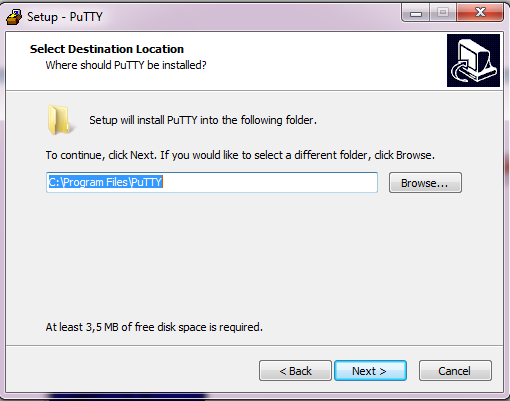 Setup - PuTTY
Select Destination Location
Where should PuTTY be installed?
Setup will install PuTTY into the following folder.
To continue, click Next. If you would like to select a different folder, click Browse.
C:\Program Files\PuTTY
Browse...
At least 3,5 MB of free disk space is required.
< Back
Next >
Cancel